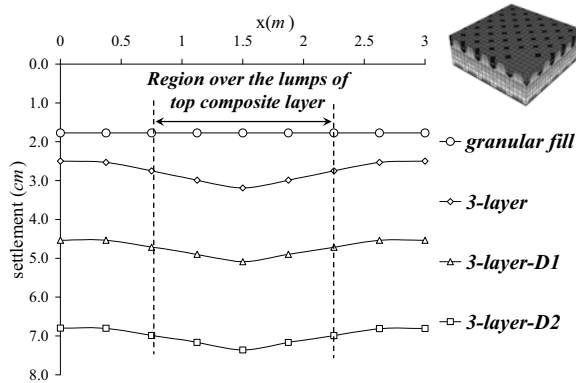 x(m)
0 0.5 1 1.5 2 2.5 3
0.0
Region over the lumps of
top composite layer
1.0
2.0
3.0
4.0
5.0
6.0
7.0
8.0
settlement (cm)
granular fill
3-layer
3-layer-D1
3-layer-D2